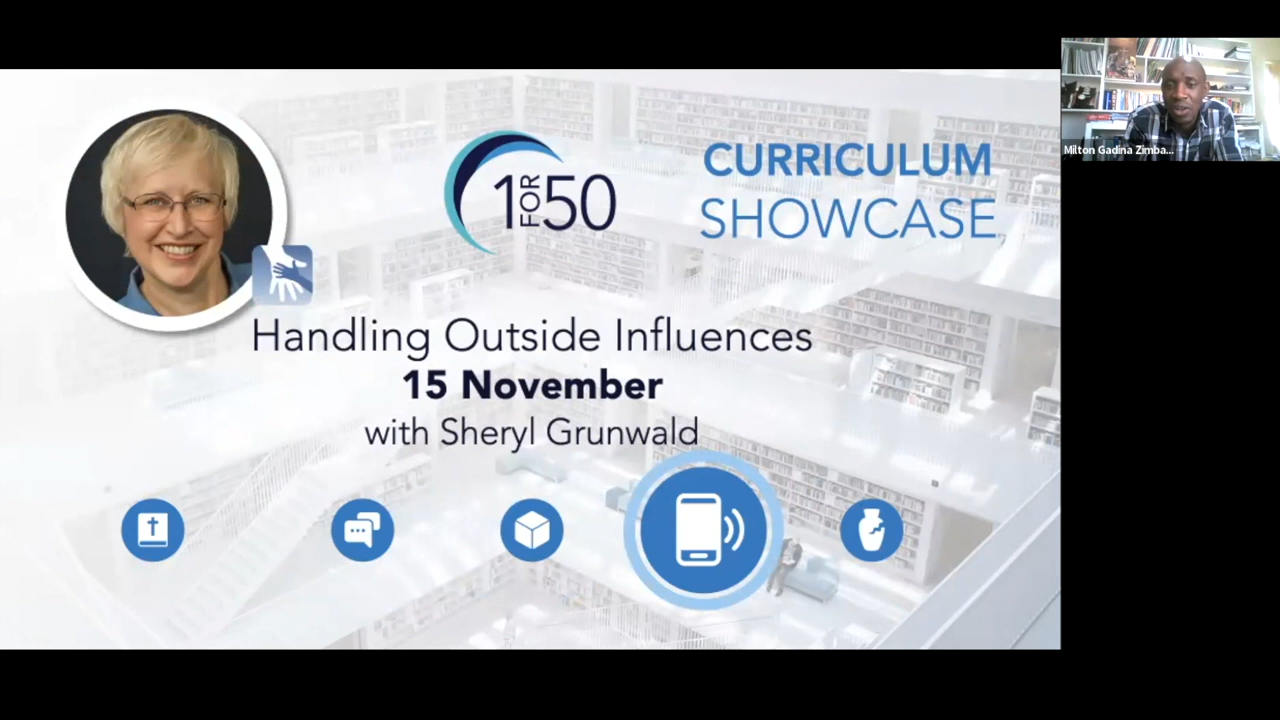 1 FOR 50
CURRICULUM
SHOWCASE
Handling Outside Influences
15 November
with Sheryl Grunwald
Milton Gadina Zimba...